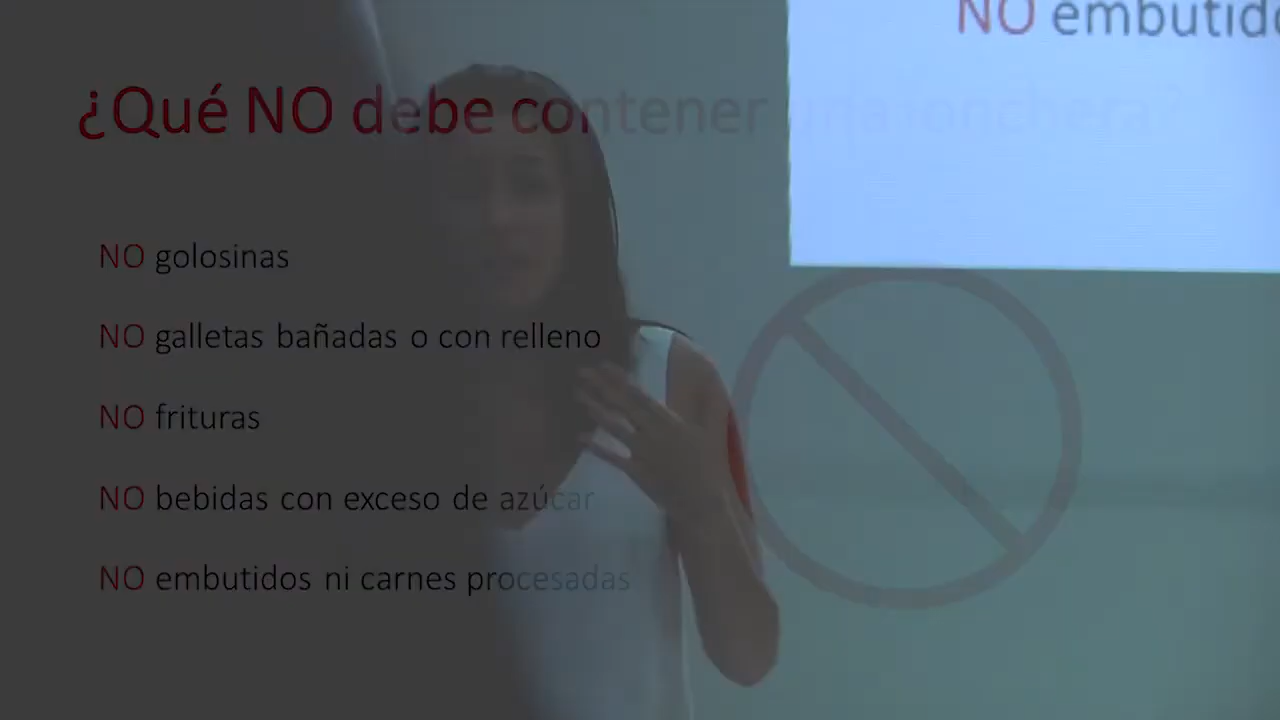 NO embutido
¿Qué NO debe contener una lonchera?
NO golosinas
NO galletas bañadas o con relleno
NO frituras
NO bebidas con exceso de azúcar
NO embutidos ni carnes procesadas